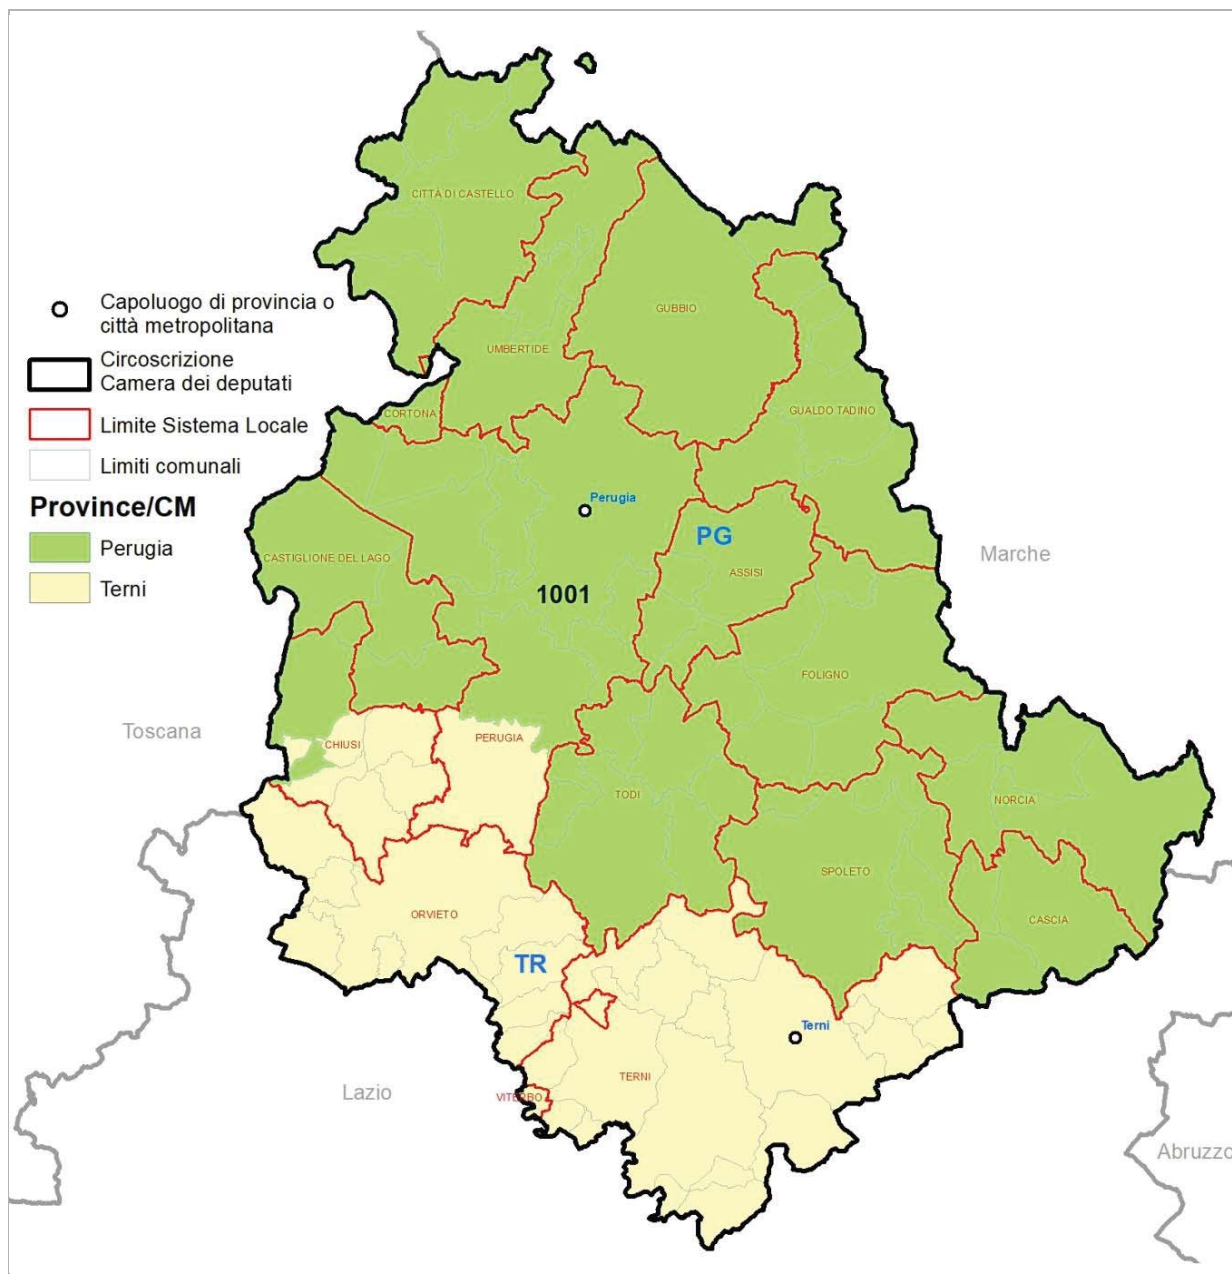 CITTÀ DI CASTELLO
Capoluogo di provincia o
città metropolitana
Circoscrizione
Camera dei deputati
Limite Sistema Locale
Limiti comunali
Province/CM
Perugia
Terni
GUBBIO
UMBERTIDE
CORTONA
GUALDO TADINO
Perugia
PG
CASTIGLIONE DEL LAGO
Marche
ASSISI
1001
FOLIGNO
Toscana
CHIUSI
PERUGIA
TODI
NORCIA
SPOLETO
ORVIETO
CASCIA
TR
Terni
TERNI
Lazio
VITERBO
Abruzzo